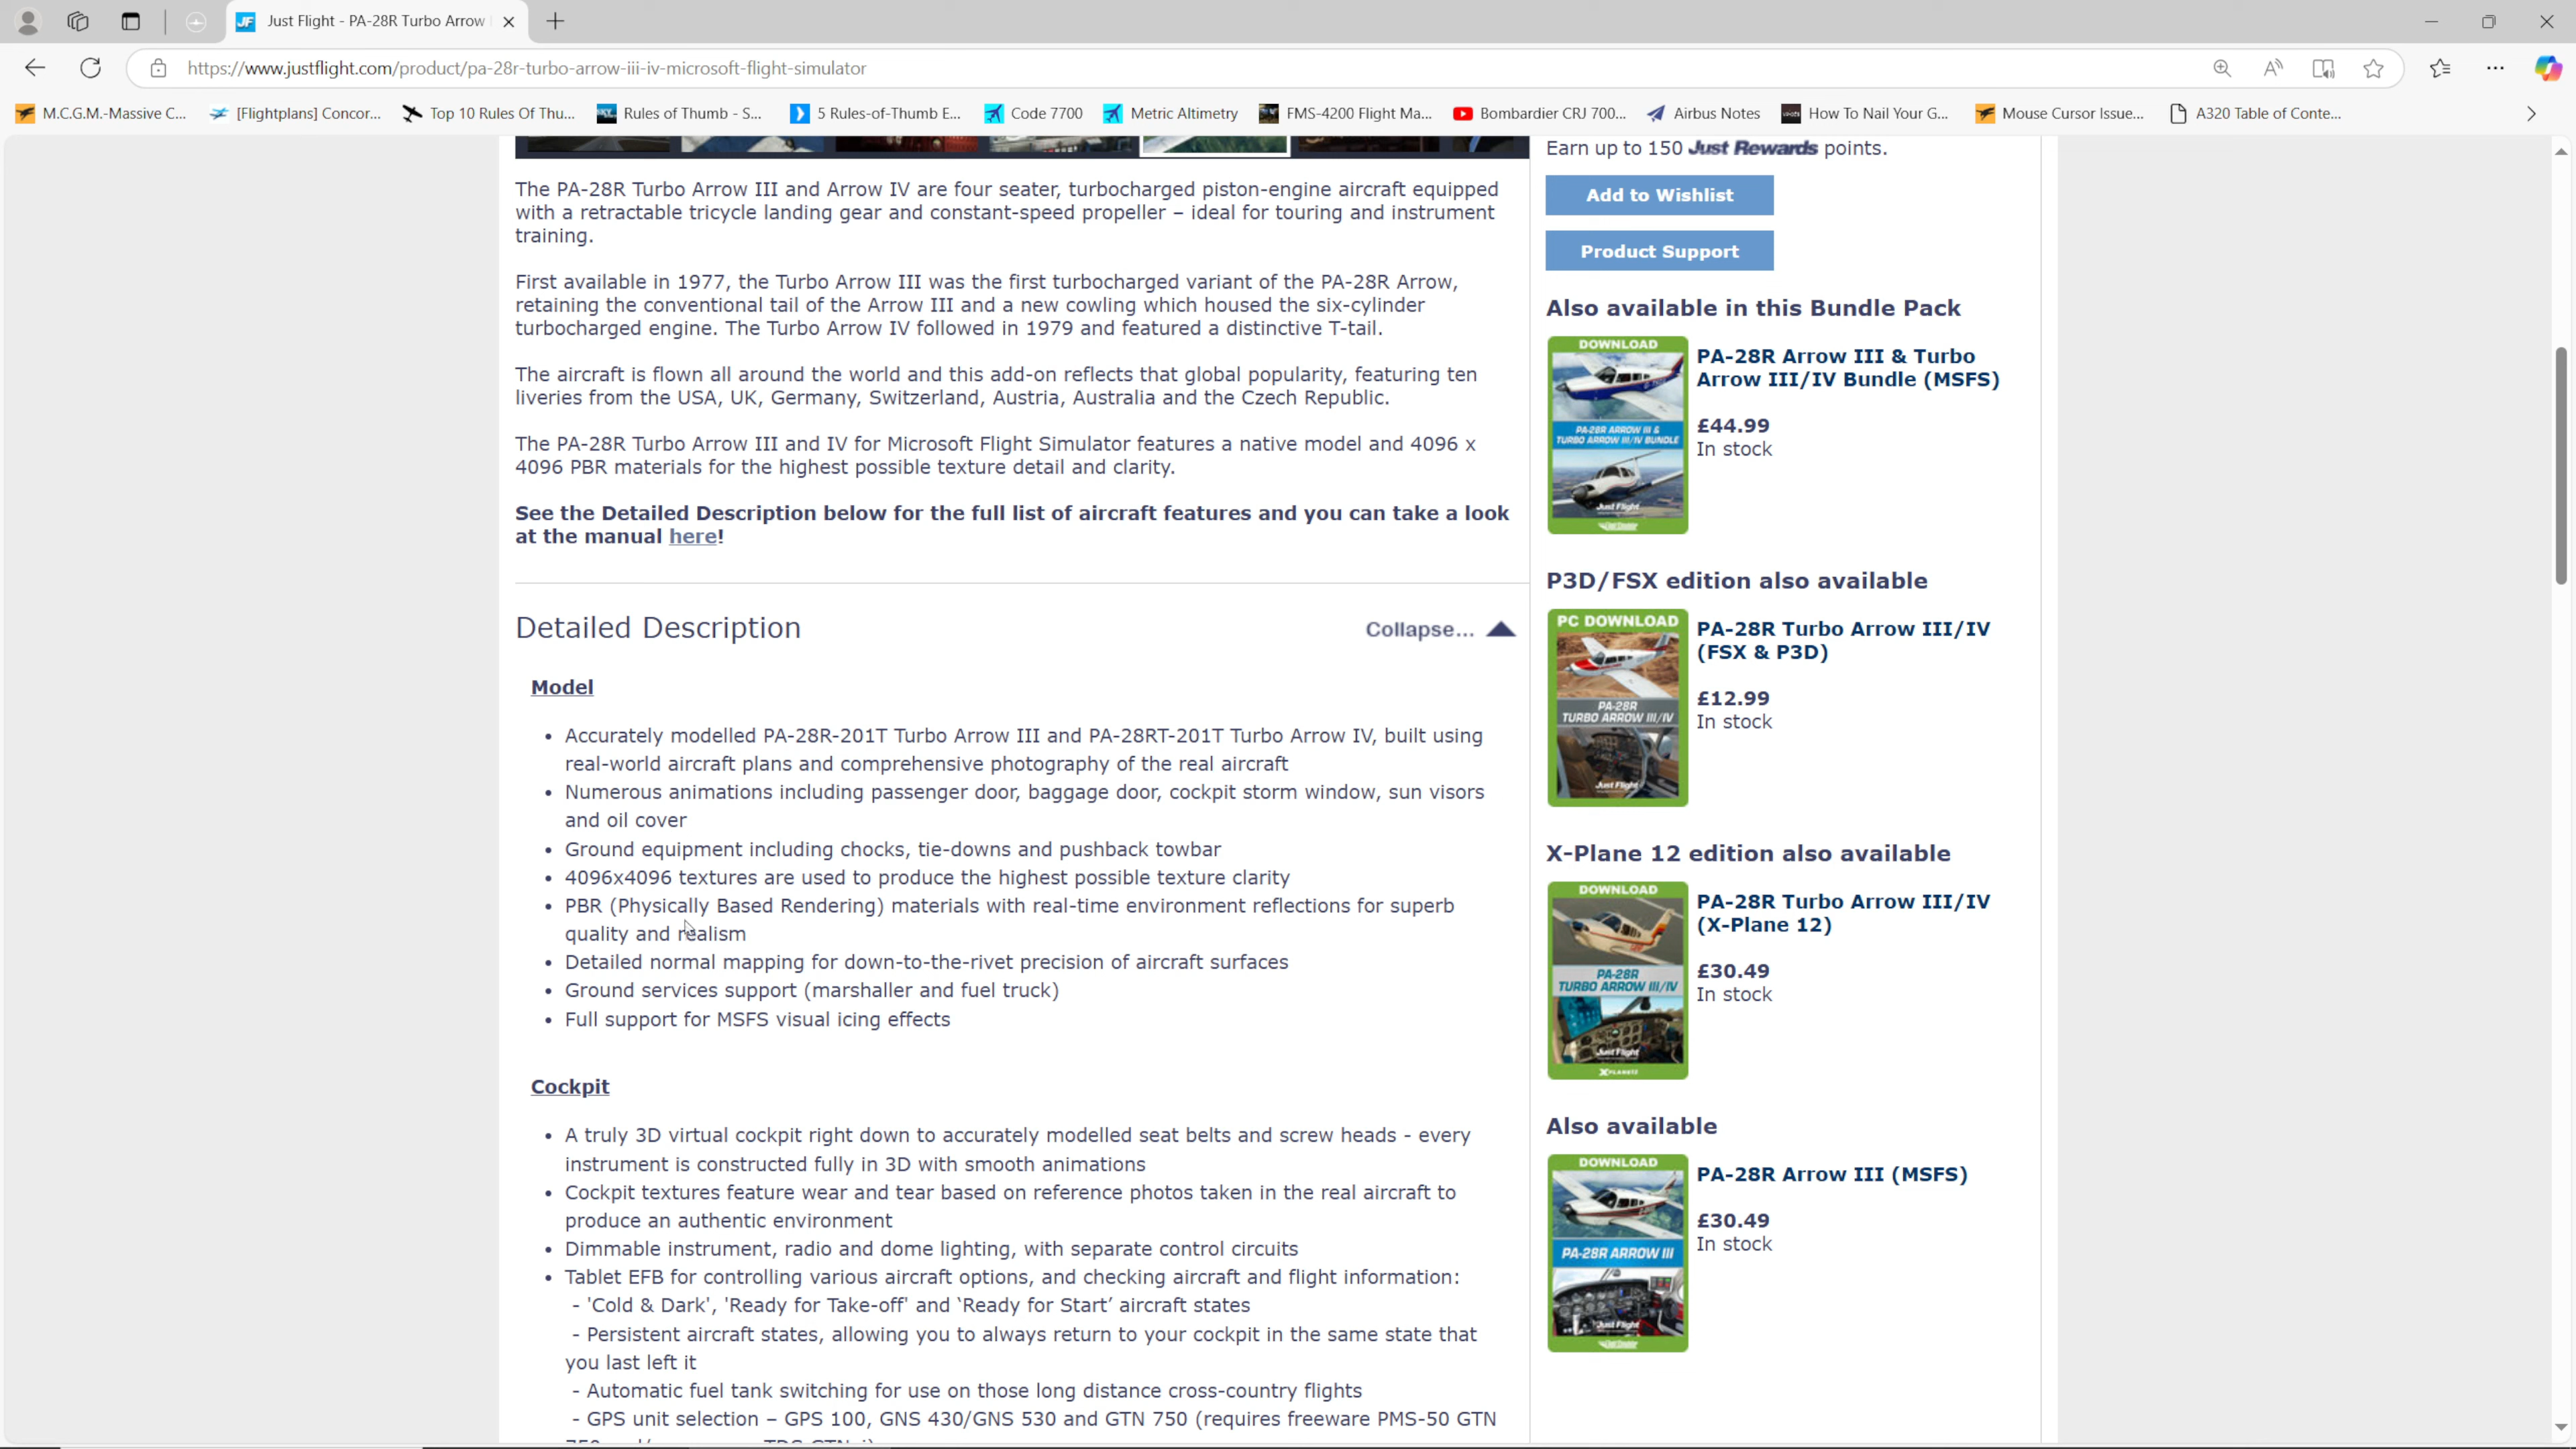 Just Flight - PA-28R Turbo Arrow
https://www.justflight.com/product/pa-28r-turbo-arrow-iii-iv-microsoft-flight-simulator
M.C.G.M.-Massive C...
[Flightplans] Concor...
Top 10 Rules Of Thu...
Rules of Thumb - S...
5 Rules-of-Thumb E...
Code 7700
Metric Altimetry
FMS-4200 Flight Ma...
Bombardier CRJ 700...
Airbus Notes
How To Nail Your G...
Mouse Cursor Issue...
A320 Table of Conte...
The PA-28R Turbo Arrow III and Arrow IV are four seater, turbocharged piston-engine aircraft equipped
with a retractable tricycle landing gear and constant-speed propeller – ideal for touring and instrument
training.
First available in 1977, the Turbo Arrow III was the first turbocharged variant of the PA-28R Arrow,
retaining the conventional tail of the Arrow III and a new cowling which housed the six-cylinder
turbocharged engine. The Turbo Arrow IV followed in 1979 and featured a distinctive T-tail.
The aircraft is flown all around the world and this add-on reflects that global popularity, featuring ten
liveries from the USA, UK, Germany, Switzerland, Austria, Australia and the Czech Republic.
The PA-28R Turbo Arrow III and IV for Microsoft Flight Simulator features a native model and 4096 x
4096 PBR materials for the highest possible texture detail and clarity.
See the Detailed Description below for the full list of aircraft features and you can take a look
at the manual here!
Detailed Description
Collapse...
Model
• Accurately modelled PA-28R-201T Turbo Arrow III and PA-28RT-201T Turbo Arrow IV, built using
real-world aircraft plans and comprehensive photography of the real aircraft
• Numerous animations including passenger door, baggage door, cockpit storm window, sun visors
and oil cover
• Ground equipment including chocks, tie-downs and pushback towbar
• 4096x4096 textures are used to produce the highest possible texture clarity
• PBR (Physically Based Rendering) materials with real-time environment reflections for superb
quality and realism
• Detailed normal mapping for down-to-the-rivet precision of aircraft surfaces
• Ground services support (marshaller and fuel truck)
• Full support for MSFS visual icing effects
Cockpit
• A truly 3D virtual cockpit right down to accurately modelled seat belts and screw heads - every
instrument is constructed fully in 3D with smooth animations
• Cockpit textures feature wear and tear based on reference photos taken in the real aircraft to
produce an authentic environment
• Dimmable instrument, radio and dome lighting, with separate control circuits
• Tablet EFB for controlling various aircraft options, and checking aircraft and flight information:
- 'Cold & Dark', 'Ready for Take-off' and ‘Ready for Start’ aircraft states
- Persistent aircraft states, allowing you to always return to your cockpit in the same state that
you last left it
- Automatic fuel tank switching for use on those long distance cross-country flights
- GPS unit selection – GPS 100, GNS 430/GNS 530 and GTN 750 (requires freeware PMS-50 GTN
Earn up to 150 Just Rewards points.
Add to Wishlist
Product Support
Also available in this Bundle Pack
DOWNLOAD
PA-28R ARROW III &
TURBO ARROW III/IV BUNDLE
Just Flight
PA-28R Arrow III & Turbo
Arrow III/IV Bundle (MSFS)
£44.99
In stock
P3D/FSX edition also available
PC DOWNLOAD
PA-28R
TURBO ARROW III/IV
Just Flight
PA-28R Turbo Arrow III/IV
(FSX & P3D)
£12.99
In stock
X-Plane 12 edition also available
DOWNLOAD
PA-28R
TURBO ARROW III/IV
Just Flight
XPLANE12
PA-28R Turbo Arrow III/IV
(X-Plane 12)
£30.49
In stock
Also available
DOWNLOAD
PA-28R ARROW III
Just Flight
PA-28R Arrow III (MSFS)
£30.49
In stock